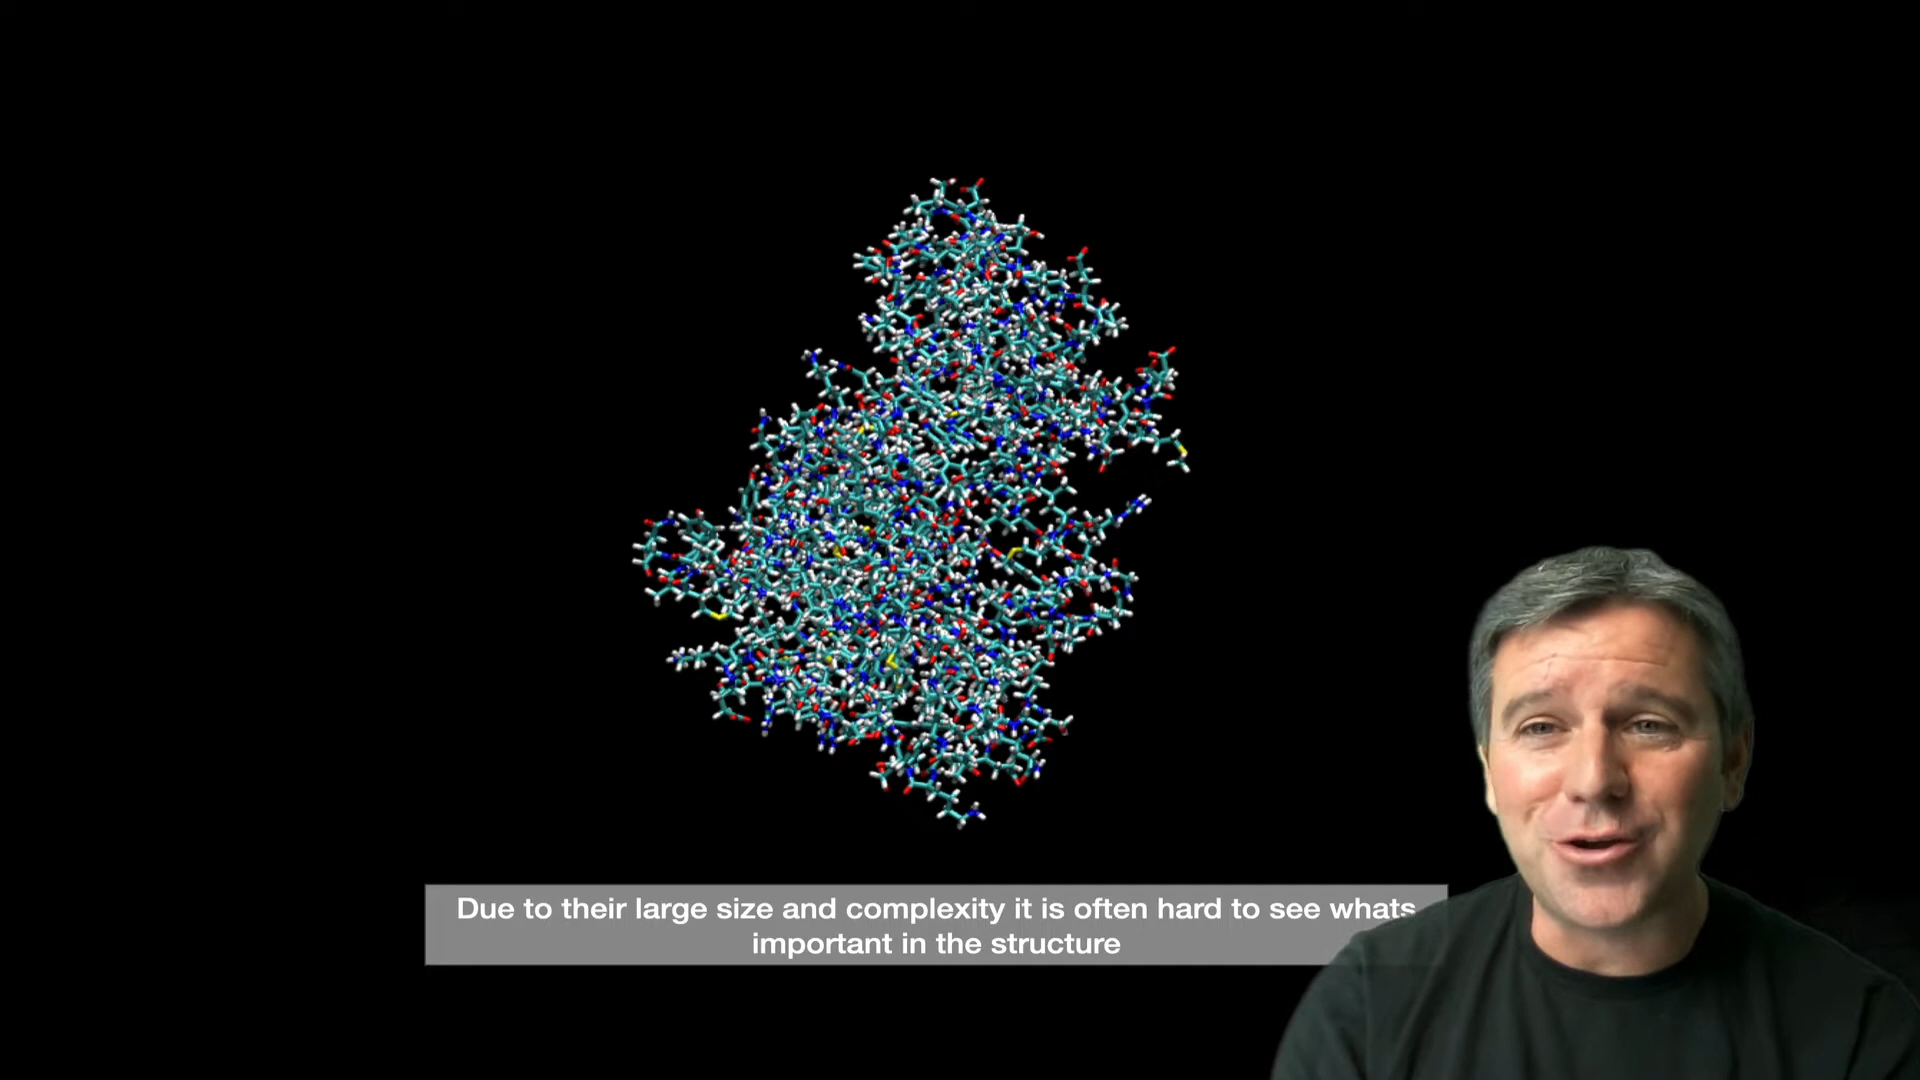 Due to their large size and complexity it is often hard to see whats
important in the structure